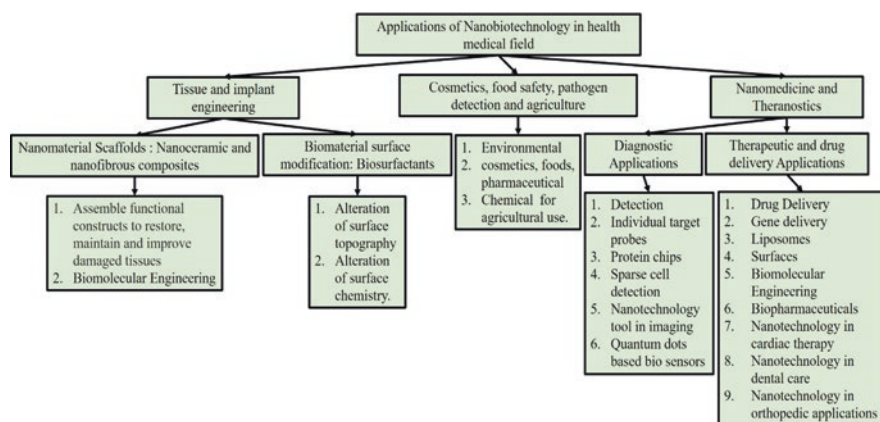 Applications of Nanobiotechnology in health
medical field
Tissue and implant
engineering
Cosmetics, food safety, pathogen
detection and agriculture
Nanomedicine and
Theranostics
Nanomaterial Scaffolds : Nanoceramic and
nanofibrous composites
Biomaterial surface
modification: Biosurfactants
1. Environmental
2. cosmetics, foods,
pharmaceutical
3. Chemical for
agricultural use.
Diagnostic
Applications
Therapeutic and drug
delivery Applications
1. Assemble functional
constructs to restore,
maintain and improve
damaged tissues
2. Biomolecular Engineering
1. Alteration
of surface
topography
2. Alteration
of surface
chemistry.
1. Detection
2. Individual target
probes
3. Protein chips
4. Sparse cell
detection
5. Nanotechnology
tool in imaging
6. Quantum dots
based bio sensors
1. Drug Delivery
2. Gene delivery
3. Liposomes
4. Surfaces
5. Biomolecular
Engineering
6. Biopharmaceuticals
7. Nanotechnology in
cardiac therapy
8. Nanotechnology in
dental care
9. Nanotechnology in
orthopedic applications